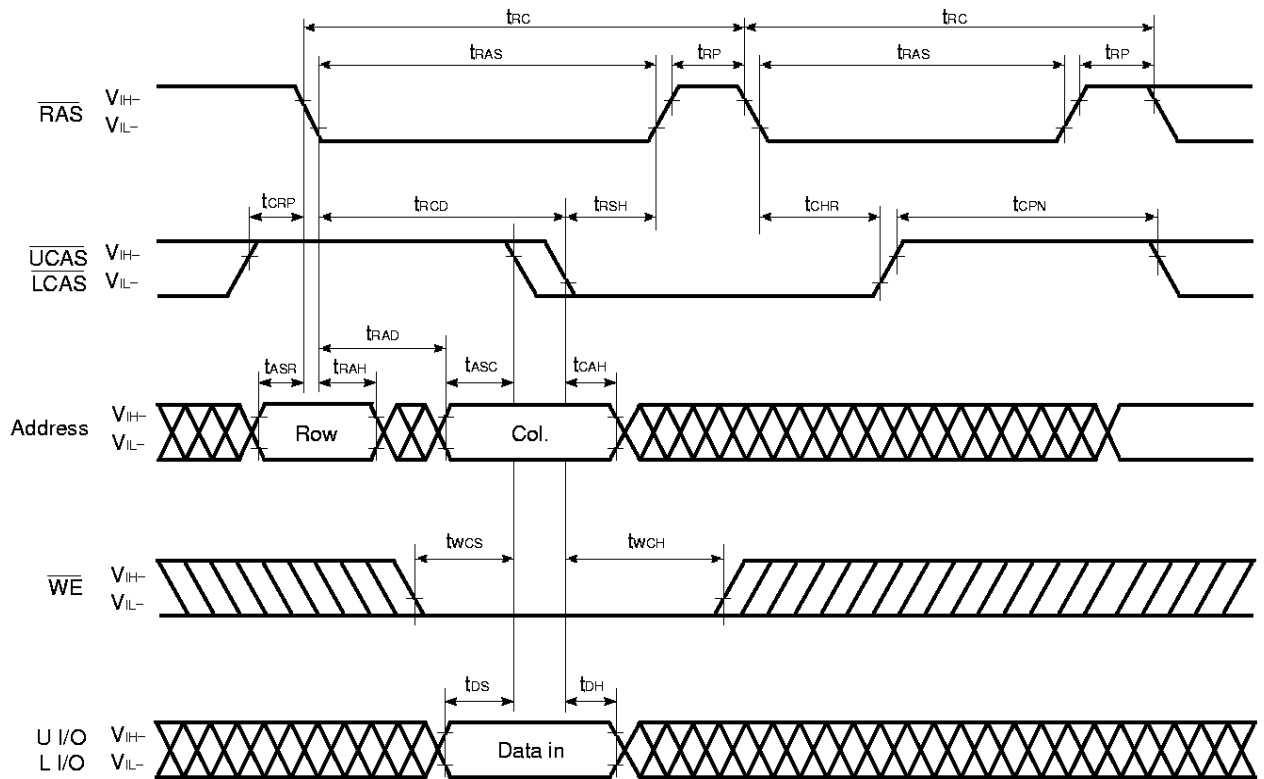 tRC tRC
tRAS tRP tRAS tRP
RAS VIH–
VIL–
tCRP tRCD tRSH tCHR tCPN
UCAS VIH–
LCAS VIL–
tRAD
tASR tRAH tASC tCAH
Address VIH–
VIL–
Row Col.
tWCS tWCH
WE VIH–
VIL–
tDS tDH
U I/O VIH–
L I/O VIL–
Data in